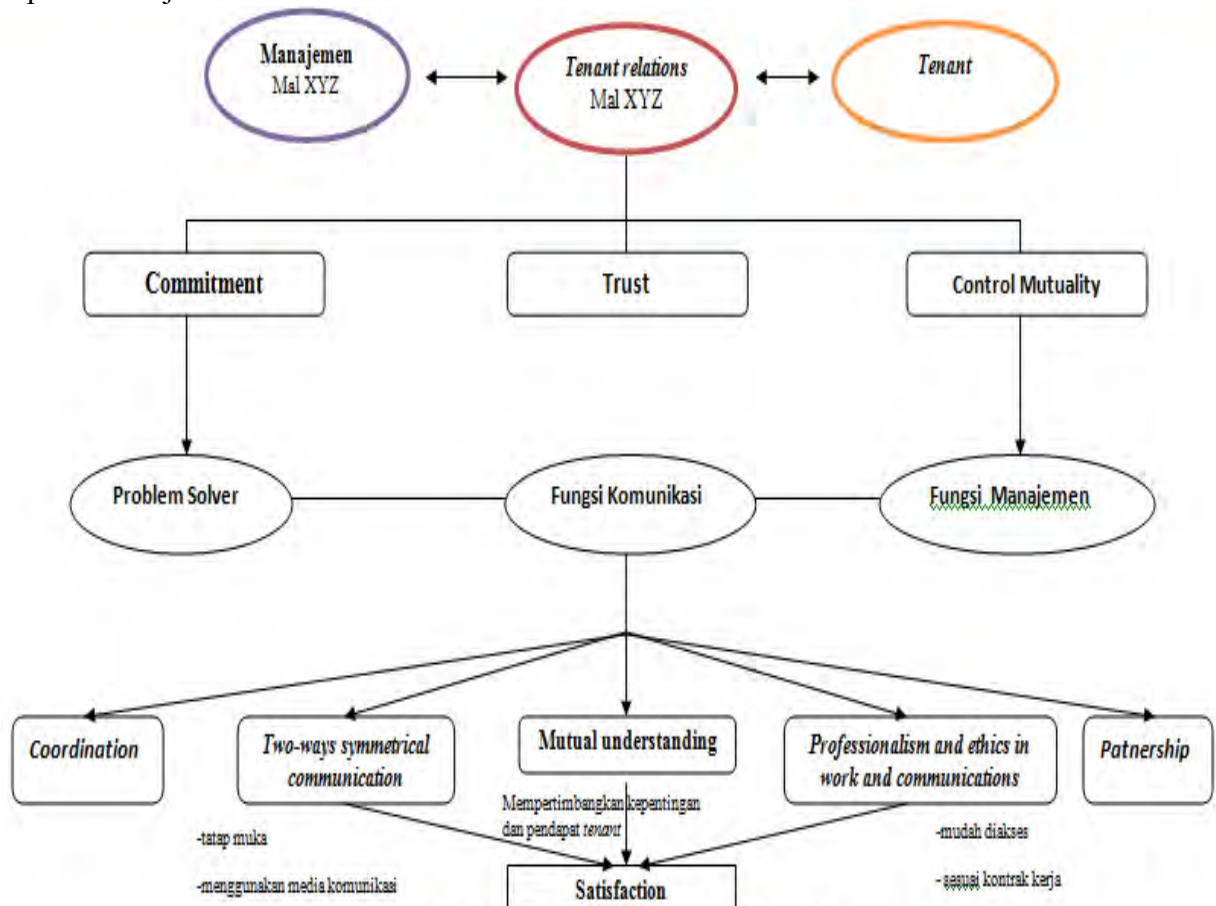 Manajemen
Mal XYZ
Tenant relations
Mal XYZ
Tenant
Commitment
Trust
Control Mutuality
Problem Solver
Fungsi Komunikasi
Fungsi Manajemen
Coordination
Two-ways symmetrical
communication
Mutual understanding
Professionalism and ethics in
work and communications
Patnership
Mempertimbangkan kepentingan
dan pendapat tenant
-tatap muka
-menggunakan media komunikasi
-mudah diakses
- sesuai kontrak kerja
Satisfaction